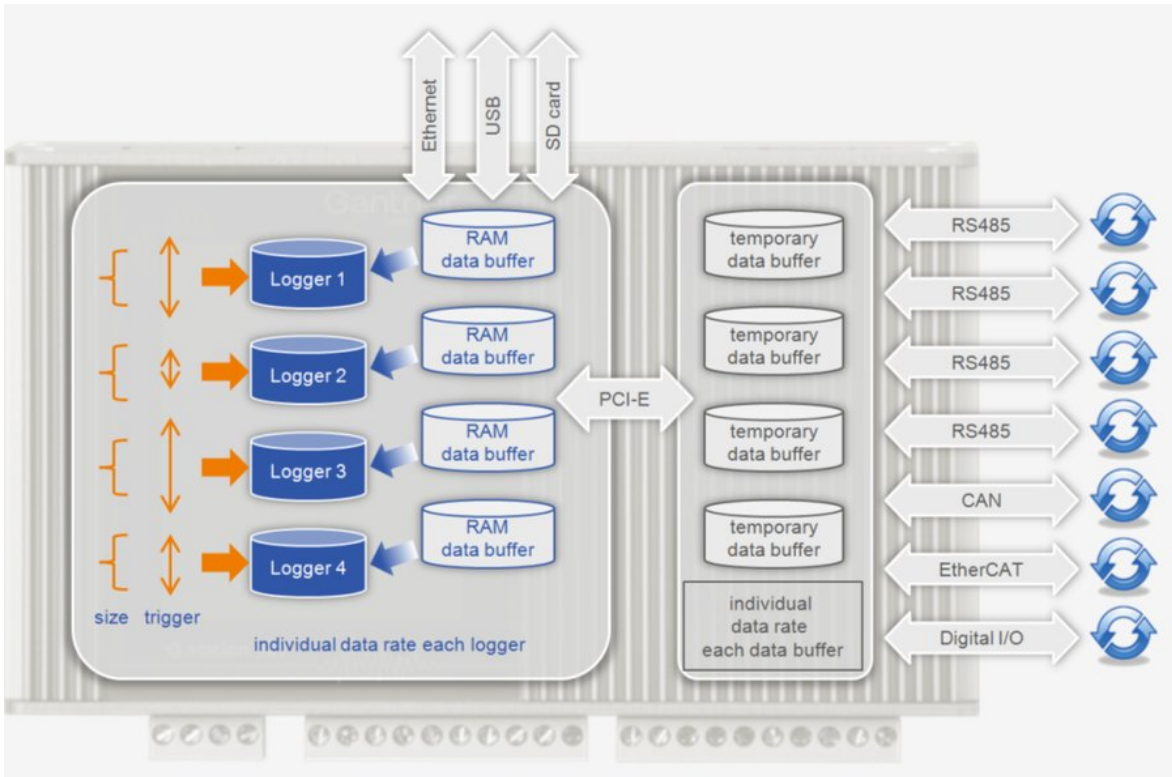 Ethernet
USB
SD card
RAM
data buffer
Logger 1
RAM
data buffer
Logger 2
RAM
data buffer
Logger 3
RAM
data buffer
Logger 4
size
trigger
individual data rate each logger
PCI-E
temporary
data buffer
temporary
data buffer
temporary
data buffer
temporary
data buffer
individual
data rate
each data buffer
RS485
RS485
RS485
RS485
CAN
EtherCAT
Digital I/O